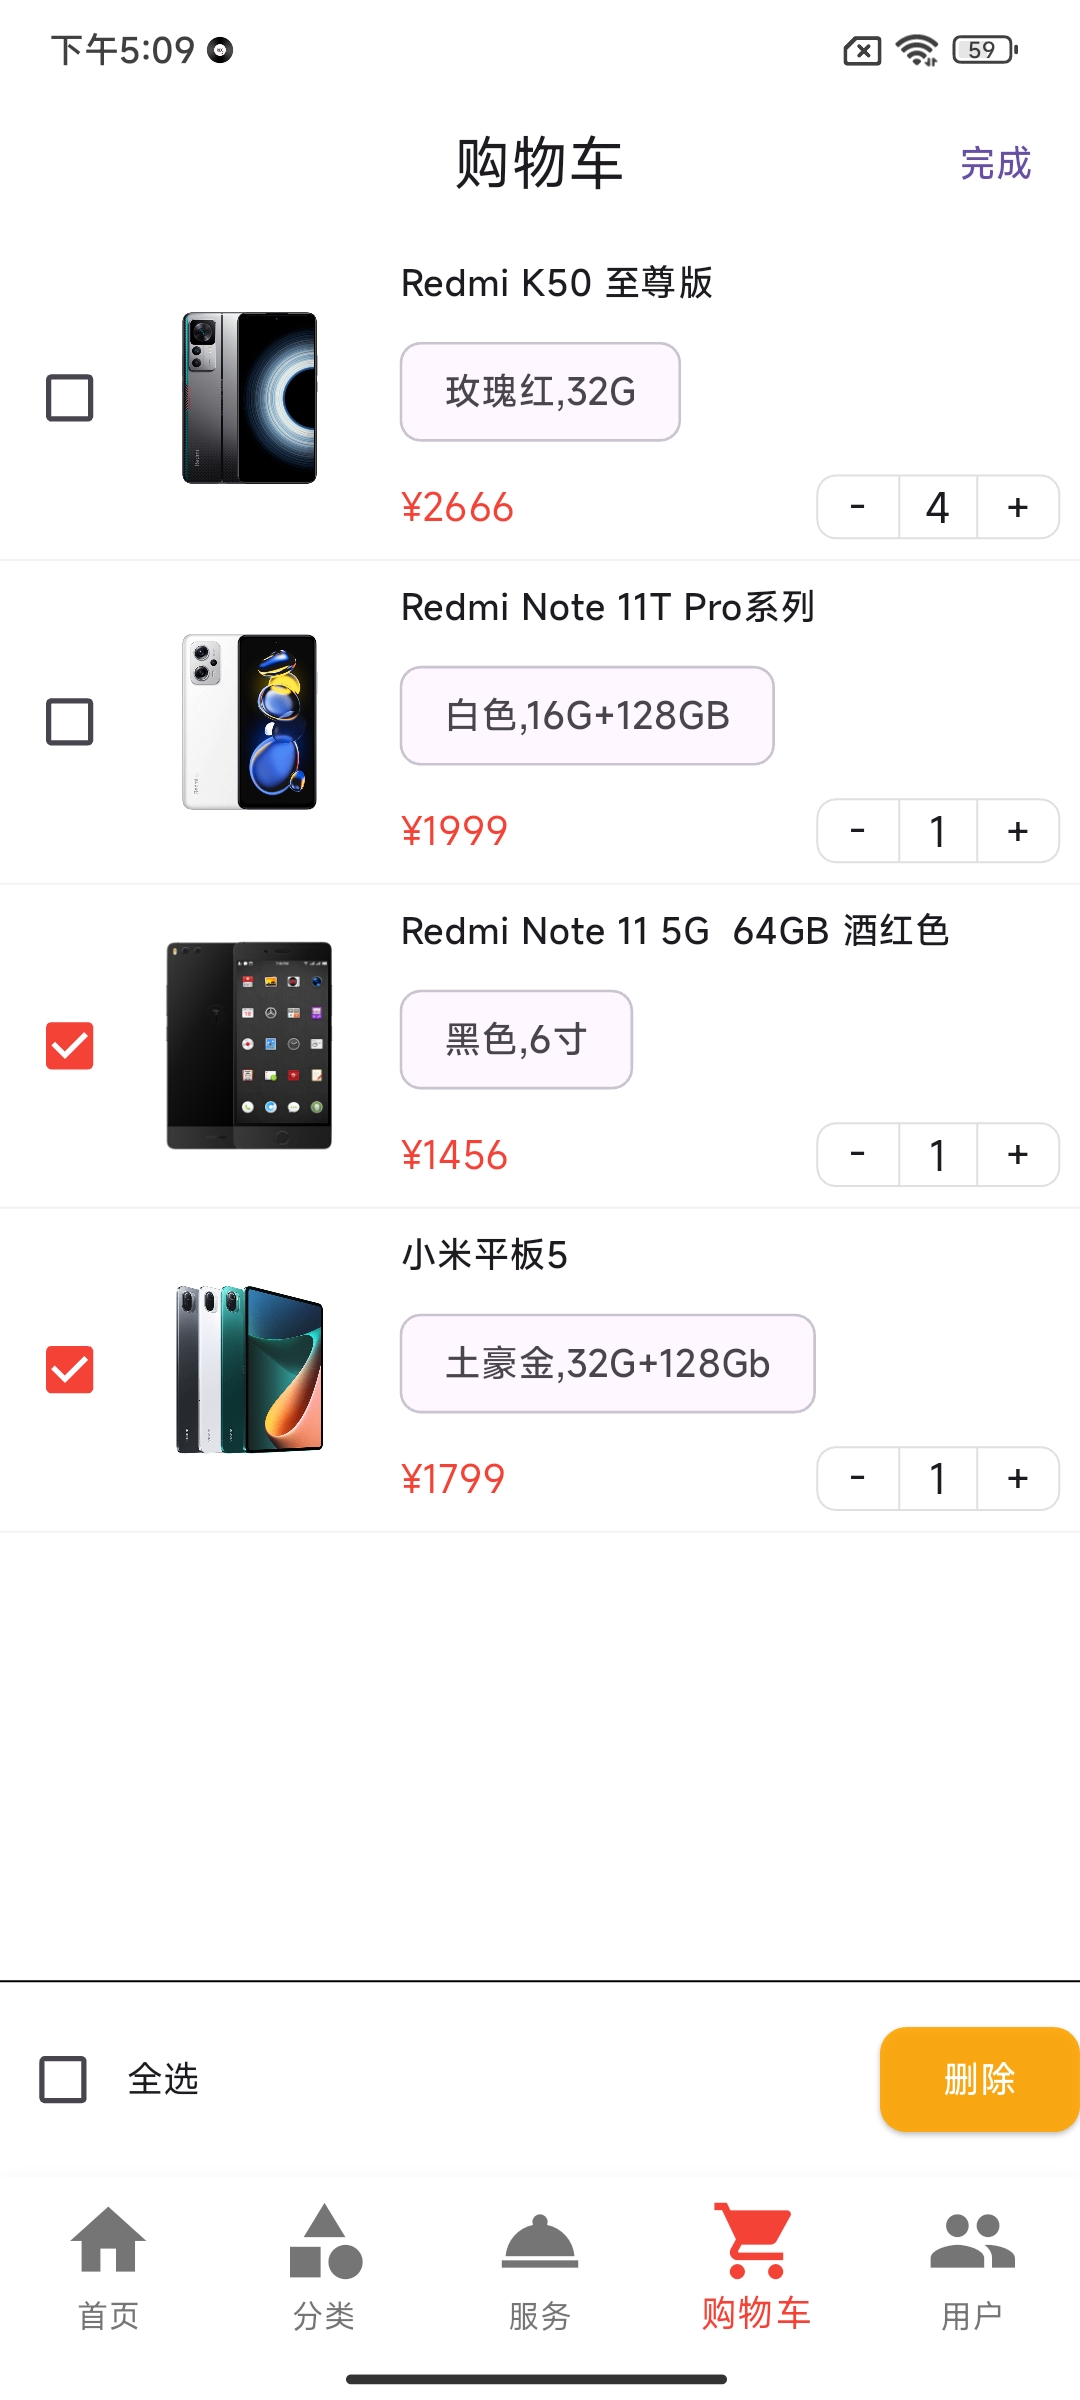 下午5:09
59
购物车
完成
Redmi K50 至尊版
玫瑰红,32G
¥2666
- 4 +
Redmi Note 11T Pro系列
白色,16G+128GB
¥1999
- 1 +
Redmi Note 11 5G  64GB 酒红色
黑色,6寸
¥1456
- 1 +
小米平板5
土豪金,32G+128Gb
¥1799
- 1 +
全选
删除
首页
分类
服务
购物车
用户